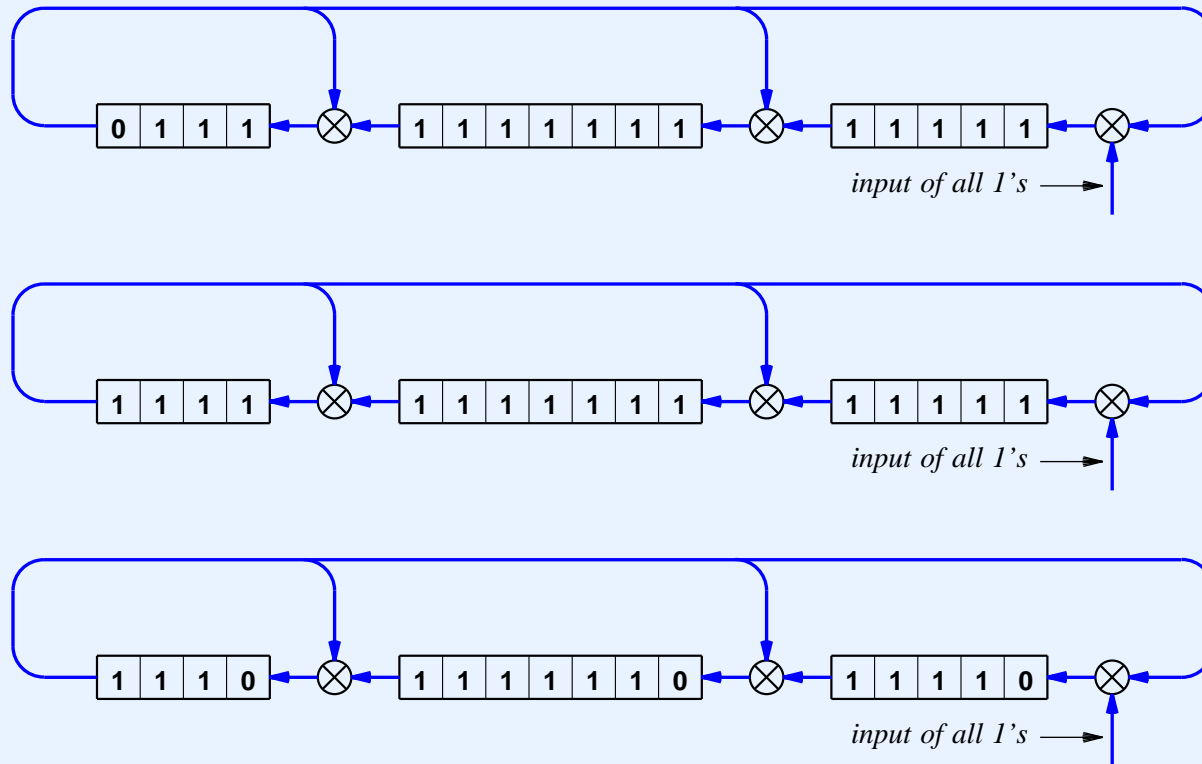 0 1 1 1 1 1 1 1 1 1 1 1 1 1 1 1
input of all 1's
1 1 1 1 1 1 1 1 1 1 1 1 1 1 1 1
input of all 1's
1 1 1 0 1 1 1 1 1 1 0 1 1 1 1 0
input of all 1's